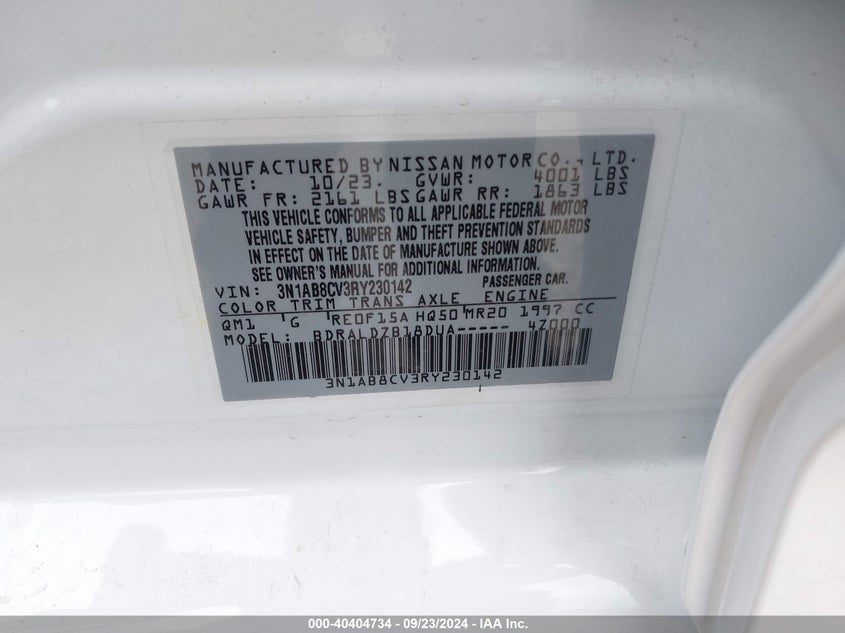 MANUFACTURED BY NISSAN MOTOR CO., LTD.
DATE: 10/23. GVWR: 4001 LBS
GAWR FR: 2161 LBS GAWR RR: 1863 LBS
THIS VEHICLE CONFORMS TO ALL APPLICABLE FEDERAL MOTOR
VEHICLE SAFETY, BUMPER AND THEFT PREVENTION STANDARDS
IN EFFECT ON THE DATE OF MANUFACTURE SHOWN ABOVE.
SEE OWNER'S MANUAL FOR ADDITIONAL INFORMATION.
VIN: 3N1AB8CV3RY230142 PASSENGER CAR.
COLOR TRIM TRANS AXLE ENGINE
QM1 G RE0F15A HQ50 MR20 1997 CC
MODEL: BDRALDZB18DUA----- 4Z000
3N1AB8CV3RY230142
000-40404734 - 09/23/2024 - IAA Inc.